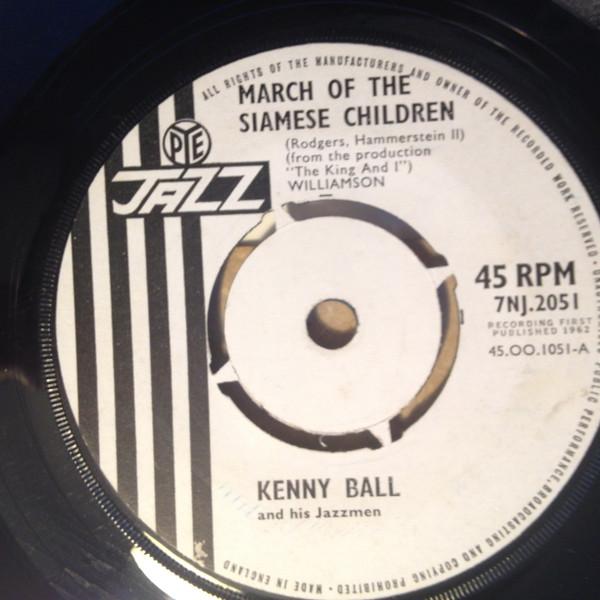 ALL RIGHTS OF THE MANUFACTURERS AND OWNER OF THE RECORDED WORK RESERVED •
PUBLIC PERFORMANCE, BROADCASTING AND COPYING PROHIBITED • MADE IN ENGLAND
MARCH OF THE
SIAMESE CHILDREN
(Rodgers, Hammerstein II)
(from the production
"The King And I")
WILLIAMSON
PYE
JAZZ
45 RPM
7NJ.2051
RECORDING FIRST
PUBLISHED 1962
45.OO.1051-A
KENNY BALL
and his Jazzmen